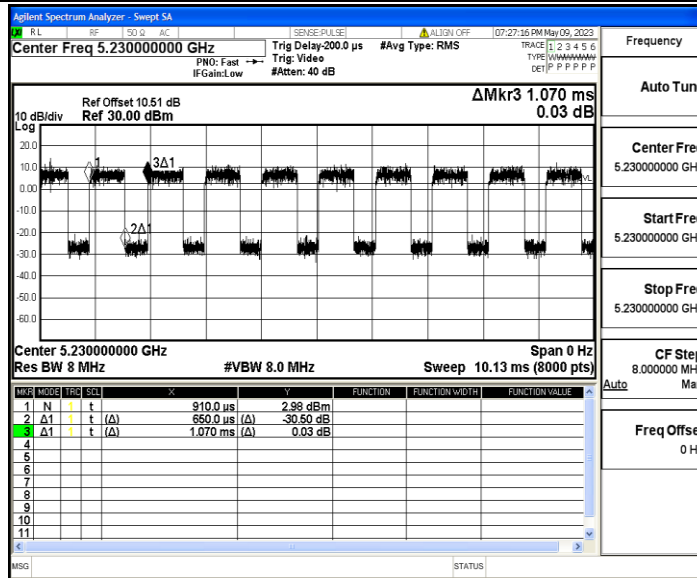 Agilent Spectrum Analyzer - Swept SA
RL RF 50 Ω AC SENSE:PULSE ALIGN OFF 07:27:16 PM May 09, 2023
Center Freq 5.230000000 GHz
PNO: Fast
IFGain:Low
Trig Delay-200.0 µs
Trig: Video
#Atten: 40 dB
#Avg Type: RMS
TRACE 1 2 3 4 5 6
TYPE WWWWWW
DET P P P P P P
ΔMkr3 1.070 ms
0.03 dB
Ref Offset 10.51 dB
10 dB/div Ref 30.00 dBm
Log
20.0
10.0
0.00
-10.0
-20.0
-30.0
-40.0
-50.0
-60.0
1
3Δ1
2Δ1
VL
Center 5.230000000 GHz Span 0 Hz
Res BW 8 MHz #VBW 8.0 MHz Sweep 10.13 ms (8000 pts)
MKR MODE TRC SCL X Y FUNCTION FUNCTION WIDTH FUNCTION VALUE
1 N 1 t 910.0 µs 2.98 dBm
2 Δ1 1 t (Δ) 650.0 µs (Δ) -30.50 dB
3 Δ1 1 t (Δ) 1.070 ms (Δ) 0.03 dB
4
5
6
7
8
9
10
11
MSG STATUS
Frequency
Auto Tun
Center Fre
5.230000000 GH
Start Fre
5.230000000 GH
Stop Fre
5.230000000 GH
CF Step
8.000000 MH
Auto Ma
Freq Offse
0 H